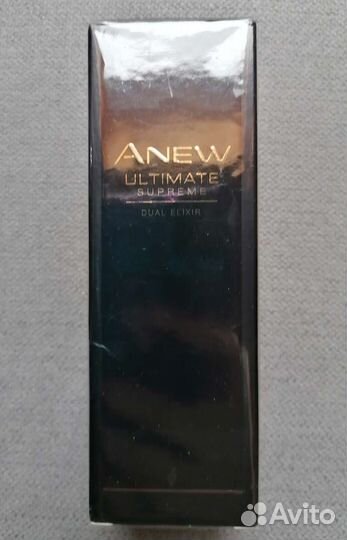 ANEW
ULTIMATE
SUPREME
DUAL ELIXIR
Avito